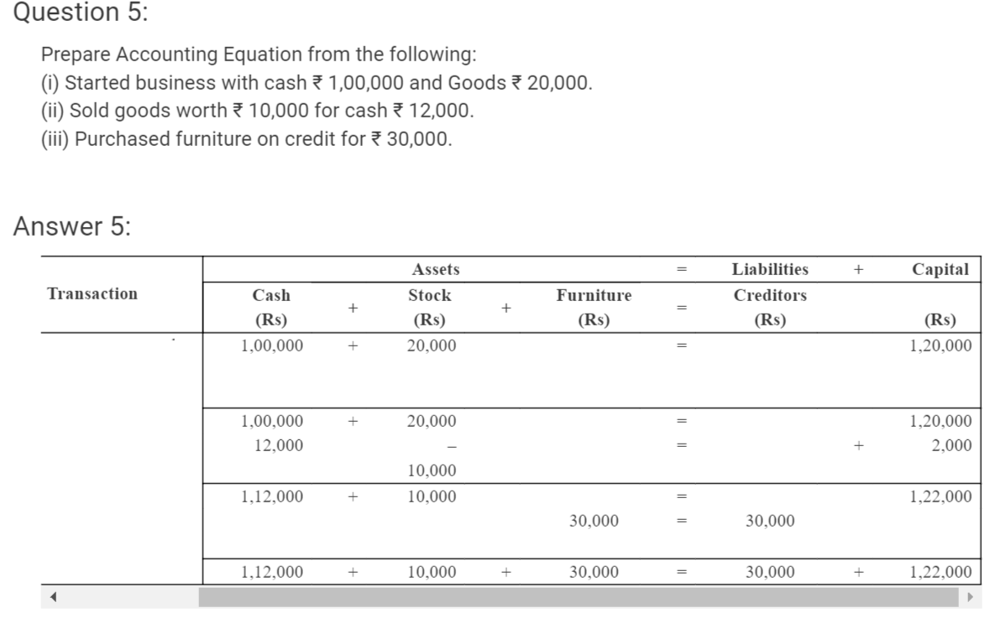 Question 5:
Prepare Accounting Equation from the following:
(i) Started business with cash ₹ 1,00,000 and Goods ₹ 20,000.
(ii) Sold goods worth ₹ 10,000 for cash ₹ 12,000.
(iii) Purchased furniture on credit for ₹ 30,000.
Answer 5:
Assets = Liabilities + Capital
Transaction Cash + Stock + Furniture = Creditors
(Rs) (Rs) (Rs) (Rs) (Rs)
1,00,000 + 20,000 = 1,20,000
1,00,000 + 20,000 = 1,20,000
12,000 – = + 2,000
10,000
1,12,000 + 10,000 = 1,22,000
30,000 = 30,000
1,12,000 + 10,000 + 30,000 = 30,000 + 1,22,000